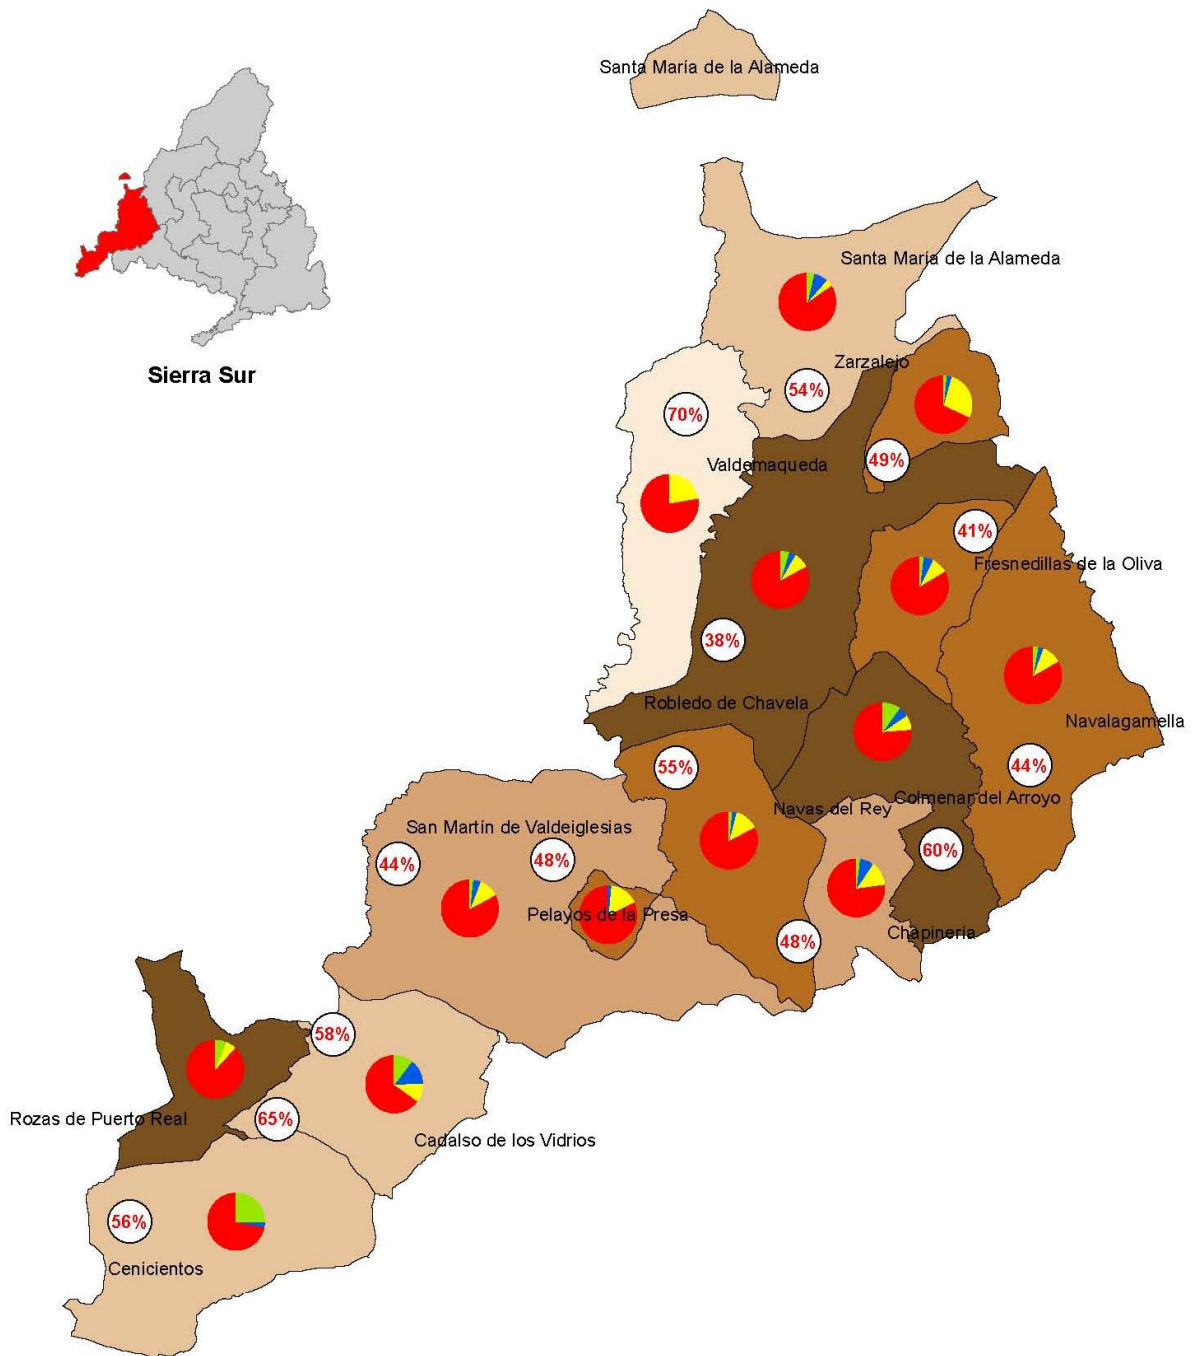 Santa María de la Alameda
Sierra Sur
Santa María de la Alameda
Zarzalejo
54%
70%
Valdemaqueda
49%
41%
Fresnedillas de la Oliva
38%
Robledo de Chavela
Navalagamella
55%
44%
Navas del Rey
Colmenar del Arroyo
San Martín de Valdeiglesias
44%
48%
60%
Pelayos de la Presa
Chapinería
48%
58%
Rozas de Puerto Real
65%
Cadalso de los Vidrios
56%
Cenicientos